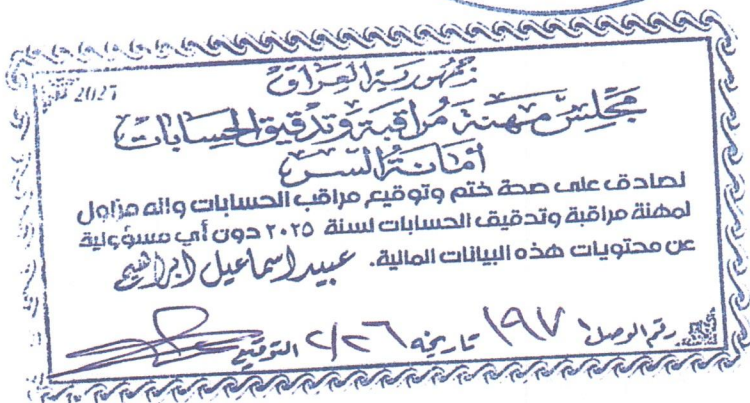 جمهورية العراق
2027
مجلس مهنة مراقبة وتدقيق الحسابات
أمانة السر
نصادق على صحة ختم وتوقيع مراقب الحسابات وانه مزاول
لمهنة مراقبة وتدقيق الحسابات لسنة ٢٠٢٥ دون أي مسؤولية
عن محتويات هذه البيانات المالية. عبيد اسماعيل ابراهيم
رقم الوصل ١٩٧ تاريخه ٢/٢٦ التوقيع